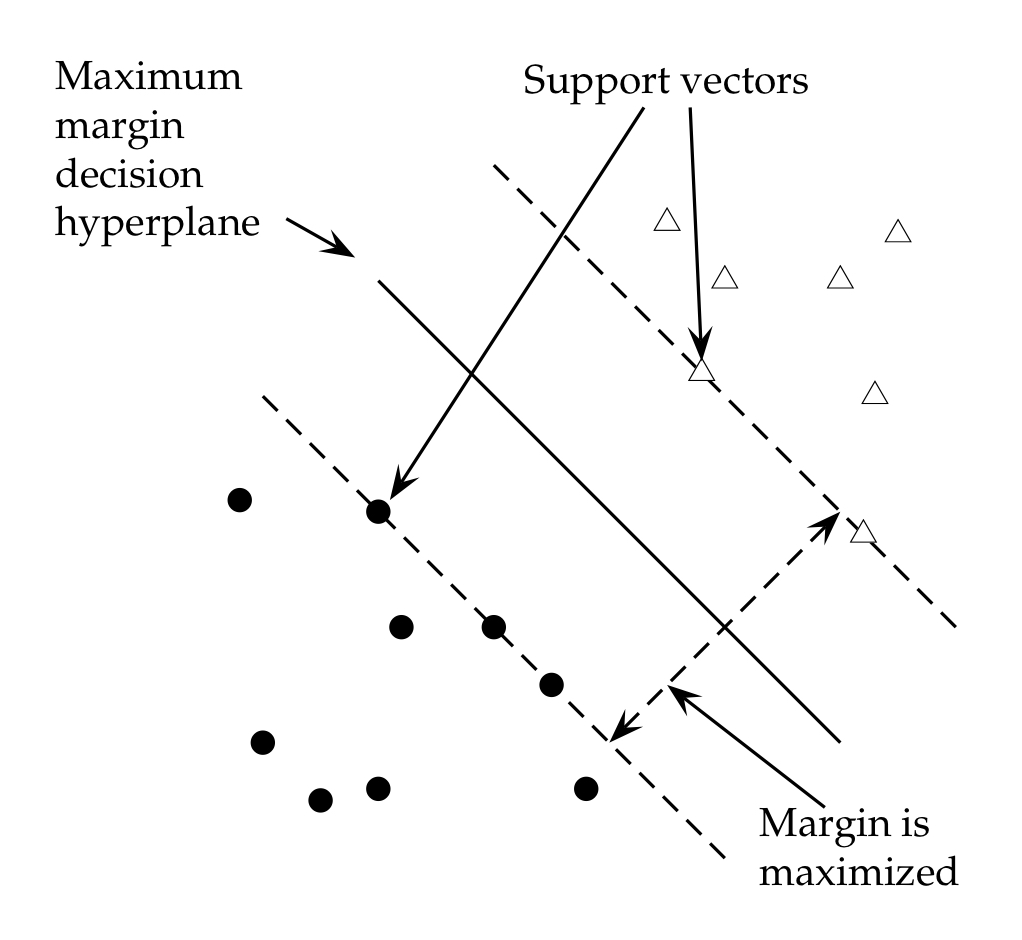 Maximum
margin
decision
hyperplane
Support vectors
Margin is
maximized